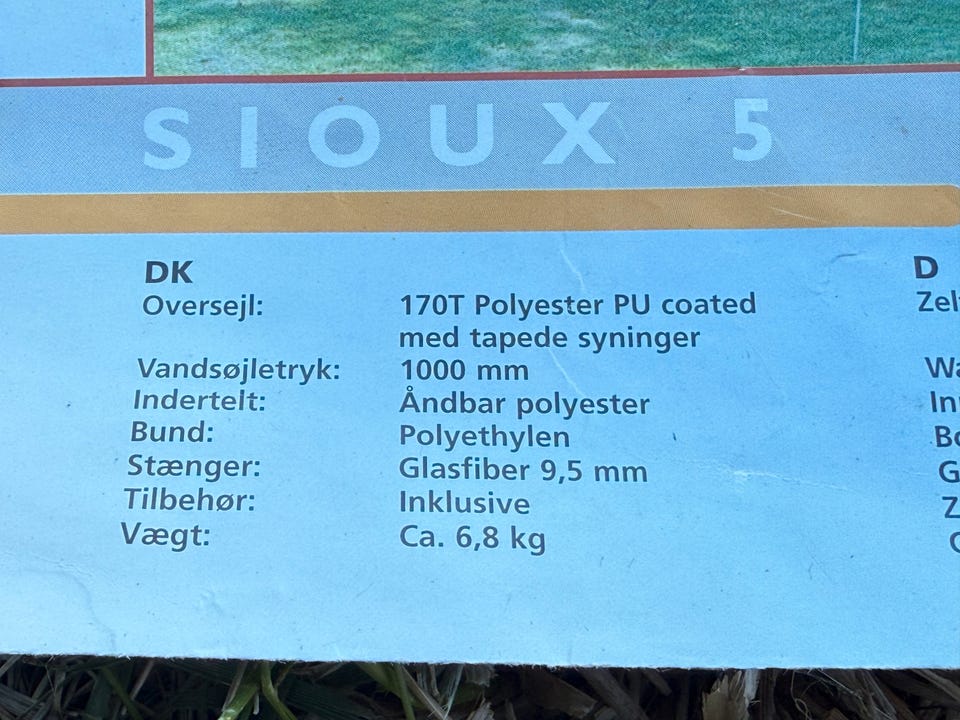 SIOUX 5
DK
Oversejl: 170T Polyester PU coated
med tapede syninger
Vandsøjletryk: 1000 mm
Indertelt: Åndbar polyester
Bund: Polyethylen
Stænger: Glasfiber 9,5 mm
Tilbehør: Inklusive
Vægt: Ca. 6,8 kg
D